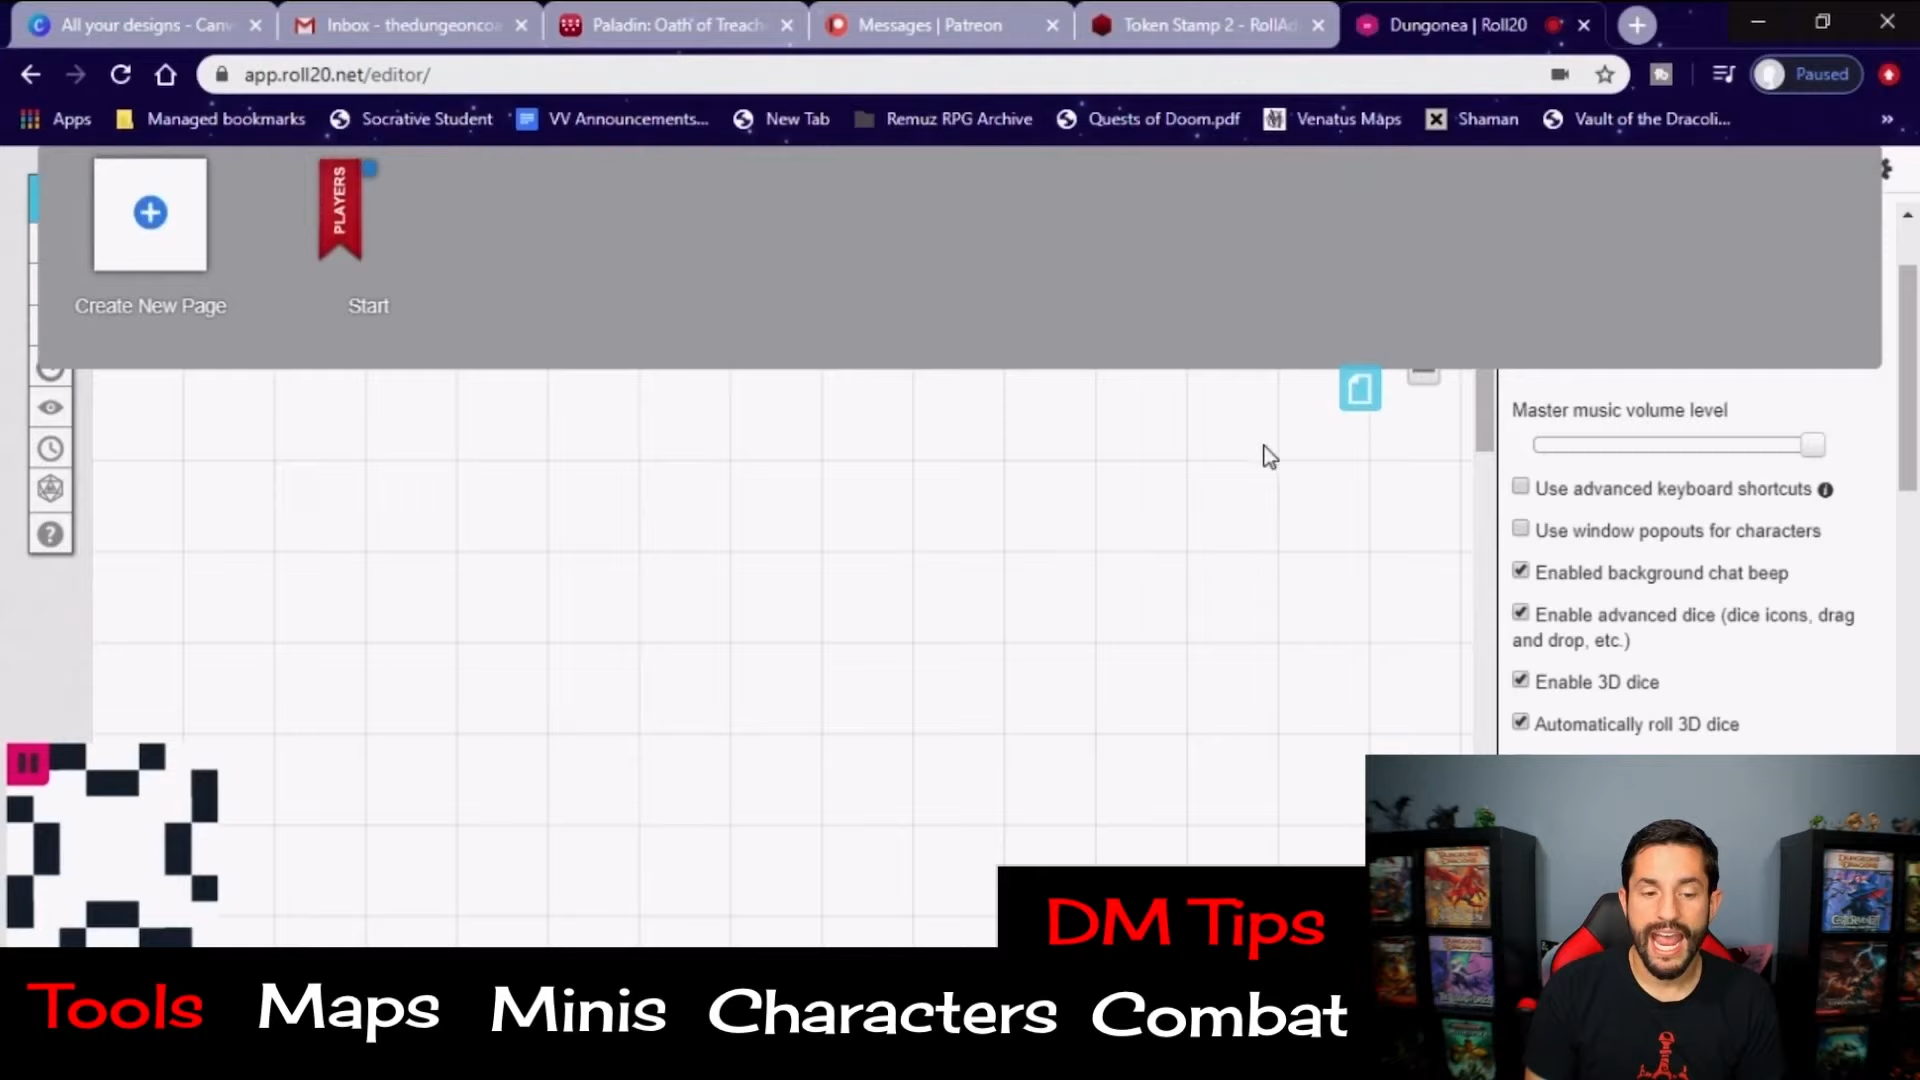 All your designs - Canv
Inbox - thedungeoncoa
Paladin: Oath of Treach
Messages | Patreon
Token Stamp 2 - RollAd
Dungonea | Roll20
app.roll20.net/editor/
Paused
Apps
Managed bookmarks
Socrative Student
VV Announcements...
New Tab
Remuz RPG Archive
Quests of Doom.pdf
Venatus Maps
Shaman
Vault of the Dracoli...
PLAYERS
Create New Page
Start
Master music volume level
Use advanced keyboard shortcuts
Use window popouts for characters
Enabled background chat beep
Enable advanced dice (dice icons, drag
and drop, etc.)
Enable 3D dice
Automatically roll 3D dice
DM Tips
Tools Maps Minis Characters Combat